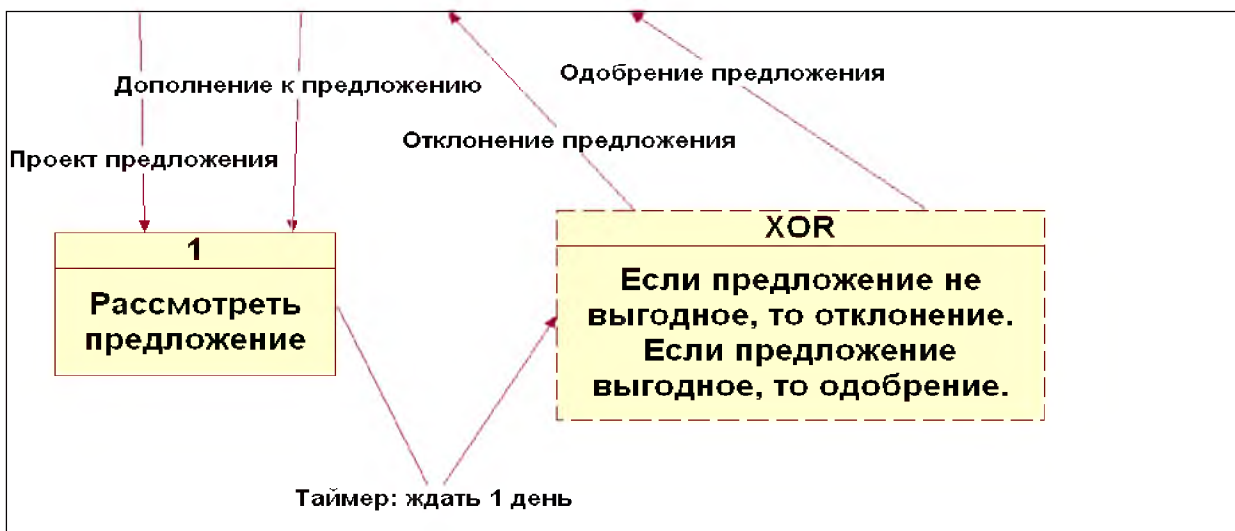 Одобрение предложения
Дополнение к предложению
Отклонение предложения
Проект предложения
1
Рассмотреть
предложение
XOR
Если предложение не
выгодное, то отклонение.
Если предложение
выгодное, то одобрение.
Таймер: ждать 1 день